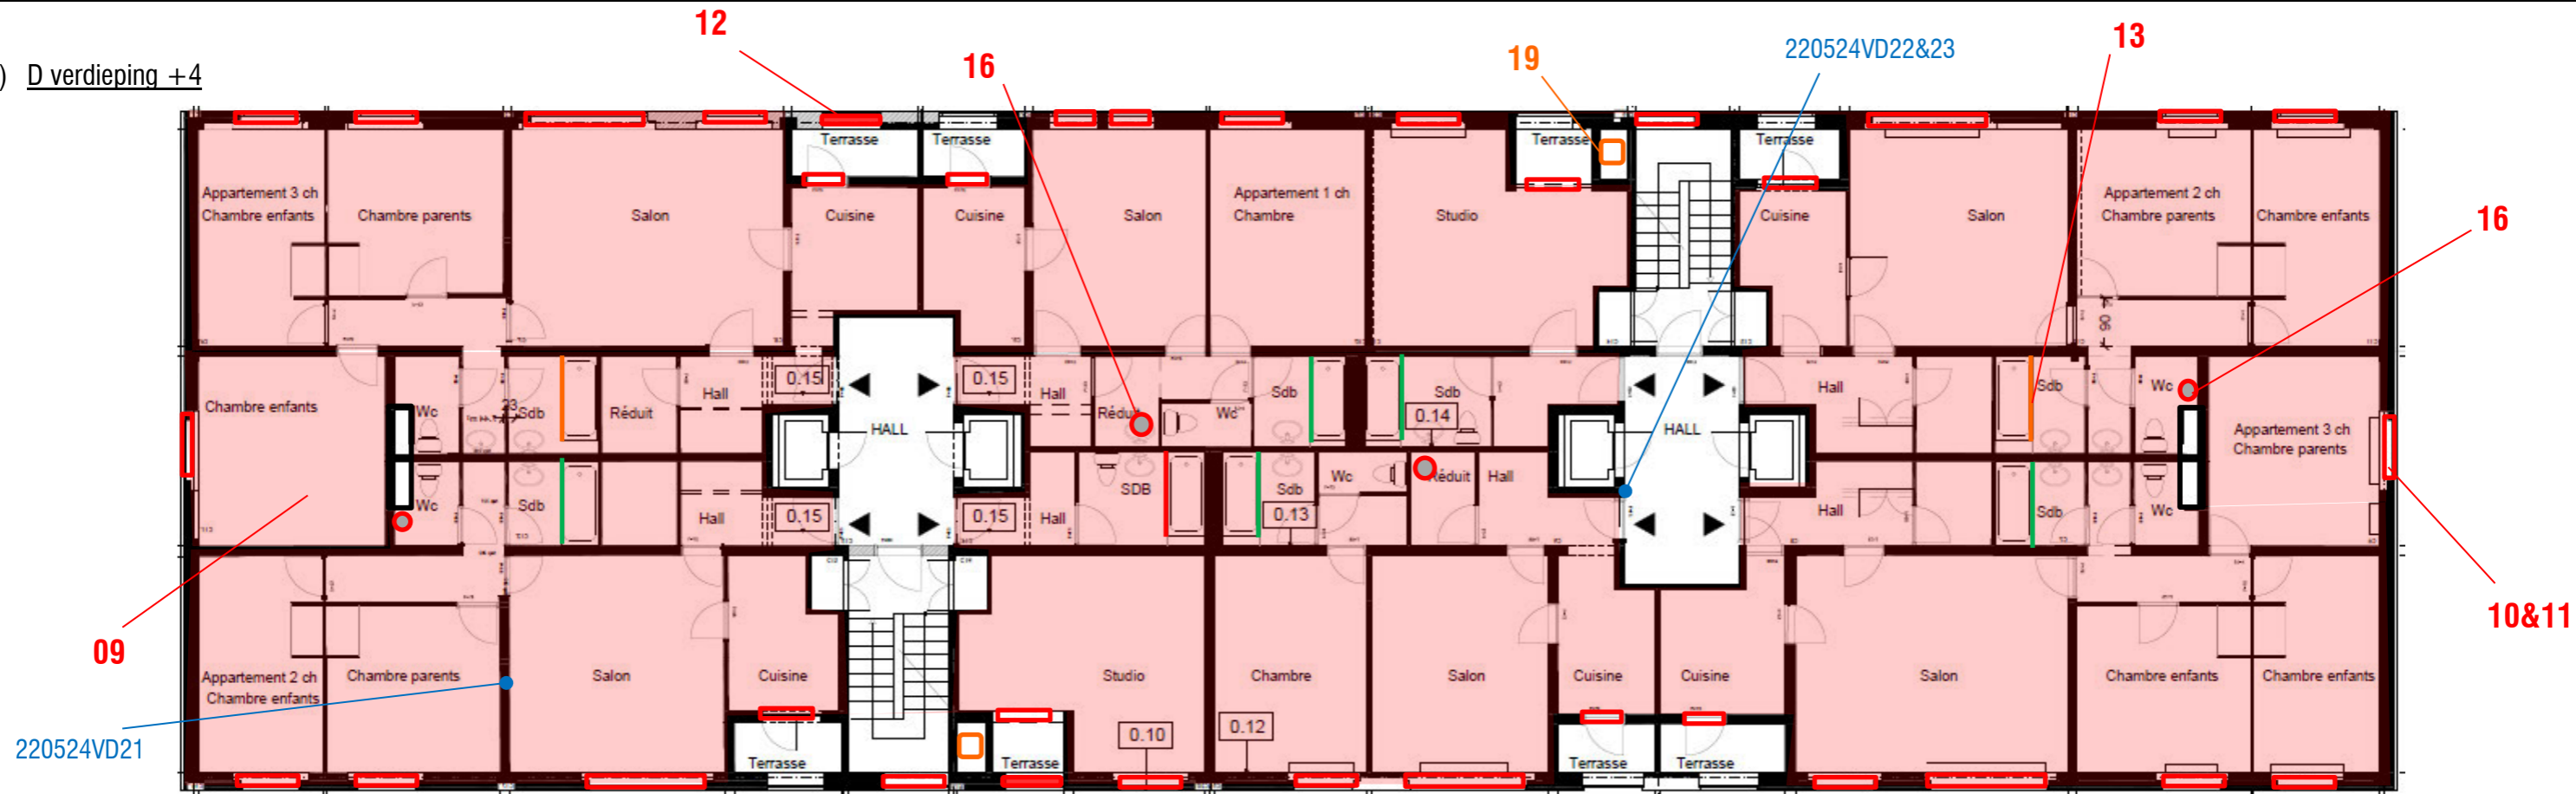 12
16
19
220524VD22&23
13
) D verdieping +4
Terrasse
Terrasse
Terrasse
Terrasse
Appartement 3 ch
Chambre enfants
Chambre parents
Salon
Cuisine
Cuisine
Salon
Appartement 1 ch
Chambre
Studio
Cuisine
Salon
Appartement 2 ch
Chambre parents
Chambre enfants
16
90
Chambre enfants
Wc
23
Sdb
Réduit
Hall
0.15
HALL
0.15
Hall
Réduit
Wc
Sdb
Sdb
0.14
HALL
Hall
Sdb
Wc
Appartement 3 ch
Chambre parents
Wc
Sdb
Hall
0.15
0.15
Hall
SDB
Sdb
0.13
Wc
Réduit
Hall
Hall
Sdb
Wc
10&11
09
Appartement 2 ch
Chambre enfants
Chambre parents
Salon
Cuisine
Studio
Chambre
Salon
Cuisine
Cuisine
Salon
Chambre enfants
Chambre enfants
220524VD21
0.10
0.12
Terrasse
Terrasse
Terrasse
Terrasse